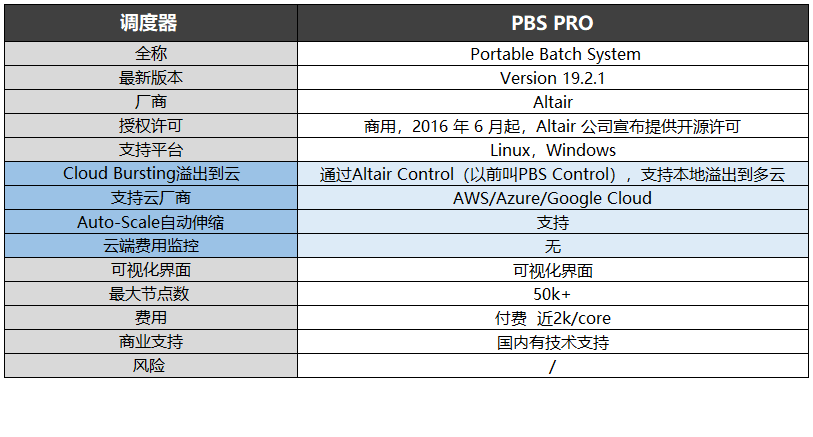 调度器 PBS PRO
全称 Portable Batch System
最新版本 Version 19.2.1
厂商 Altair
授权许可 商用，2016 年 6 月起，Altair 公司宣布提供开源许可
支持平台 Linux，Windows
Cloud Bursting溢出到云 通过Altair Control（以前叫PBS Control），支持本地溢出到多云
支持云厂商 AWS/Azure/Google Cloud
Auto-Scale自动伸缩 支持
云端费用监控 无
可视化界面 可视化界面
最大节点数 50k+
费用 付费 近2k/core
商业支持 国内有技术支持
风险 /